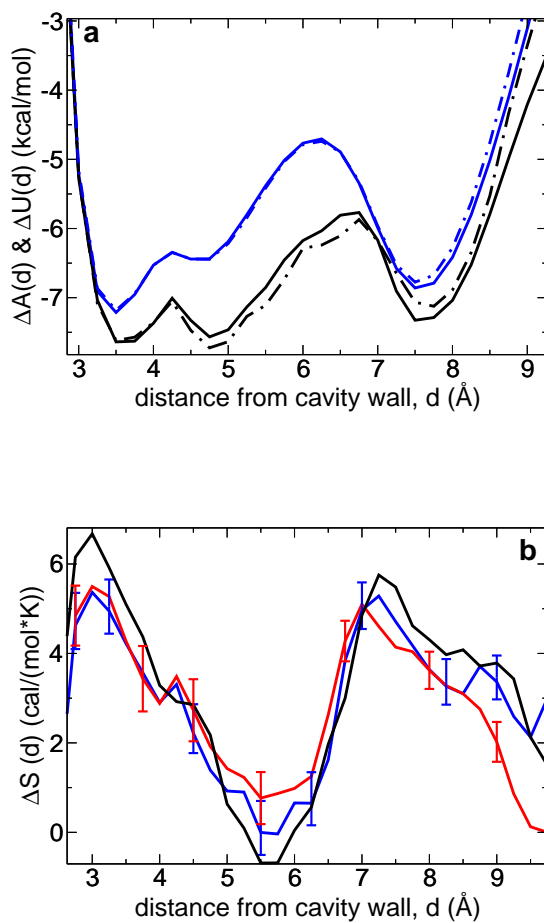 a
-3
-4
-5
-6
-7
ΔA(d) & ΔU(d) (kcal/mol)
3 4 5 6 7 8 9
distance from cavity wall, d (Å)
b
6
4
2
0
ΔS (d) (cal/(mol*K))
3 4 5 6 7 8 9
distance from cavity wall, d (Å)